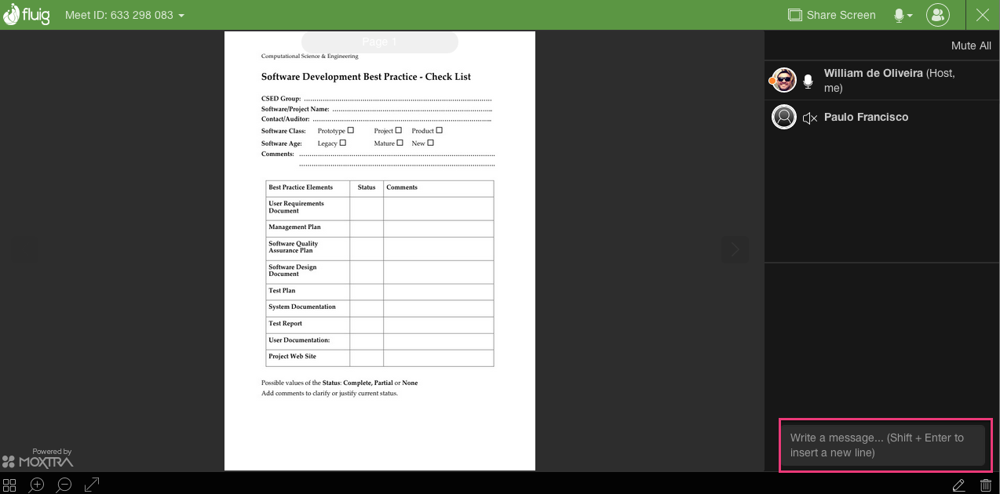 fluig
Meet ID: 633 298 083
Share Screen
Page 1
Computational Science & Engineering
Software Development Best Practice - Check List
CSED Group: ........................................................................................
Software/Project Name: ...........................................................................
Contact/Auditor: ....................................................................................
Software Class: Prototype ☐ Project ☐ Product ☐
Software Age: Legacy ☐ Mature ☐ New ☐
Comments: ...........................................................................................
...........................................................................................
Best Practice Elements Status Comments
User Requirements
Document
Management Plan
Software Quality
Assurance Plan
Software Design
Document
Test Plan
System Documentation
Test Report
User Documentation:
Project Web Site
Possible values of the Status: Complete, Partial or None
Add comments to clarify or justify current status.
Powered by
MOXTRA
Mute All
William de Oliveira (Host,
me)
Paulo Francisco
Write a message... (Shift + Enter to
insert a new line)